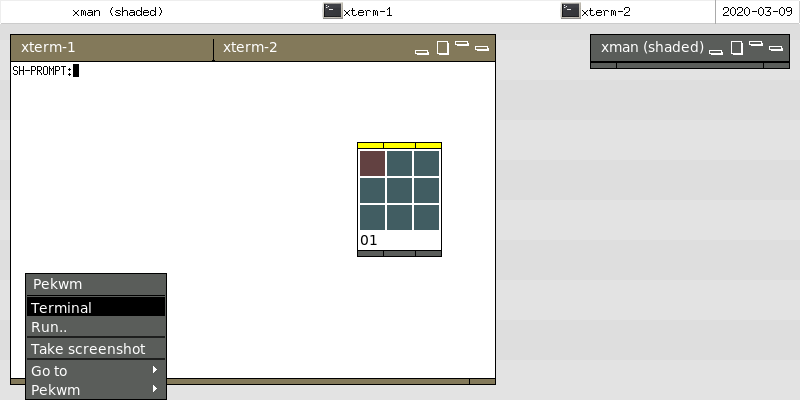 xman (shaded) xterm-1 xterm-2 2020-03-09
xterm-1 xterm-2
xman (shaded)
SH-PROMPT:
01
Pekwm
Terminal
Run..
Take screenshot
Go to
Pekwm